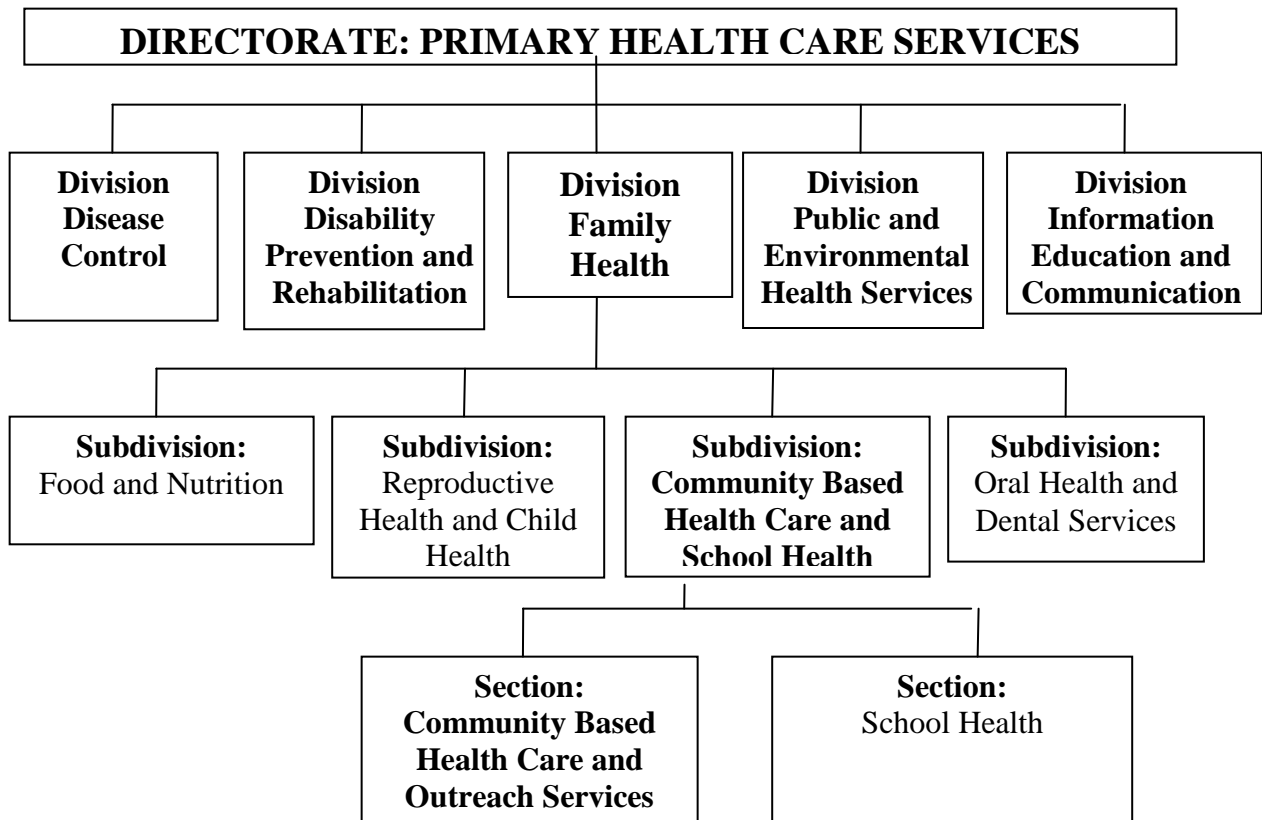 DIRECTORATE: PRIMARY HEALTH CARE SERVICES
Division
Disease
Control
Division
Disability
Prevention and
Rehabilitation
Division
Family
Health
Division
Public and
Environmental
Health Services
Division
Information
Education and
Communication
Subdivision:
Food and Nutrition
Subdivision:
Reproductive
Health and Child
Health
Subdivision:
Community Based
Health Care and
School Health
Subdivision:
Oral Health and
Dental Services
Section:
Community Based
Health Care and
Outreach Services
Section:
School Health